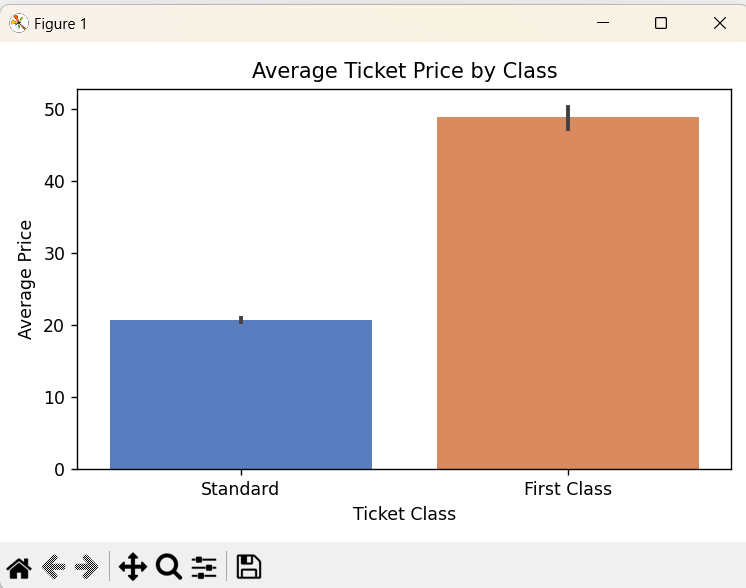 Figure 1
Average Ticket Price by Class
50
40
30
20
10
0
Average Price
Standard First Class
Ticket Class